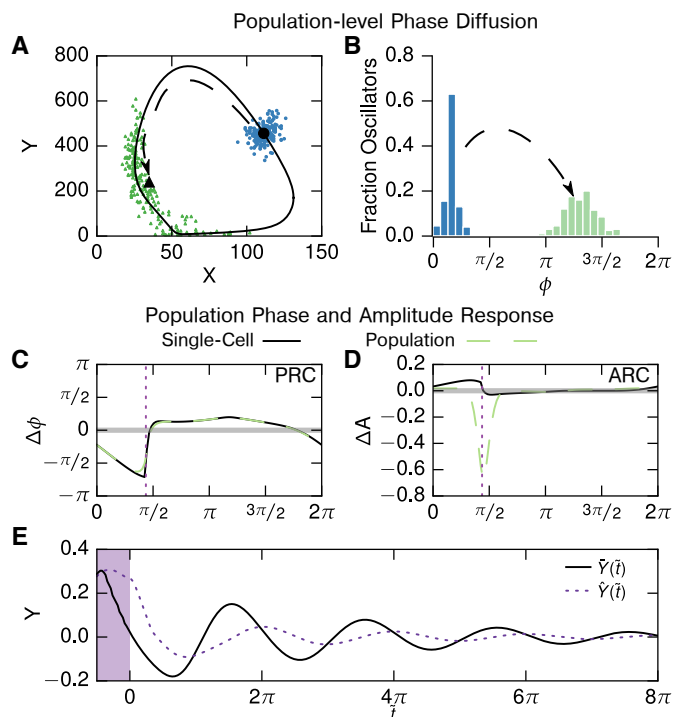 Population-level Phase Diffusion
A
B
800
600
400
200
0
Y
0
50
100
150
X
0.8
0.6
0.4
0.2
0.0
Fraction Oscillators
0
π/2
π
3π/2
2π
ϕ
Population Phase and Amplitude Response
Single-Cell
Population
C
D
π
π/2
0
−π/2
−π
Δϕ
PRC
0
π/2
π
3π/2
2π
0.2
0.0
−0.2
−0.4
−0.6
−0.8
ΔA
ARC
0
π/2
π
3π/2
2π
E
0.4
0.2
0.0
−0.2
Y
Ȳ(t̃)
Ŷ(t̃)
0
2π
4π
6π
8π
t̃